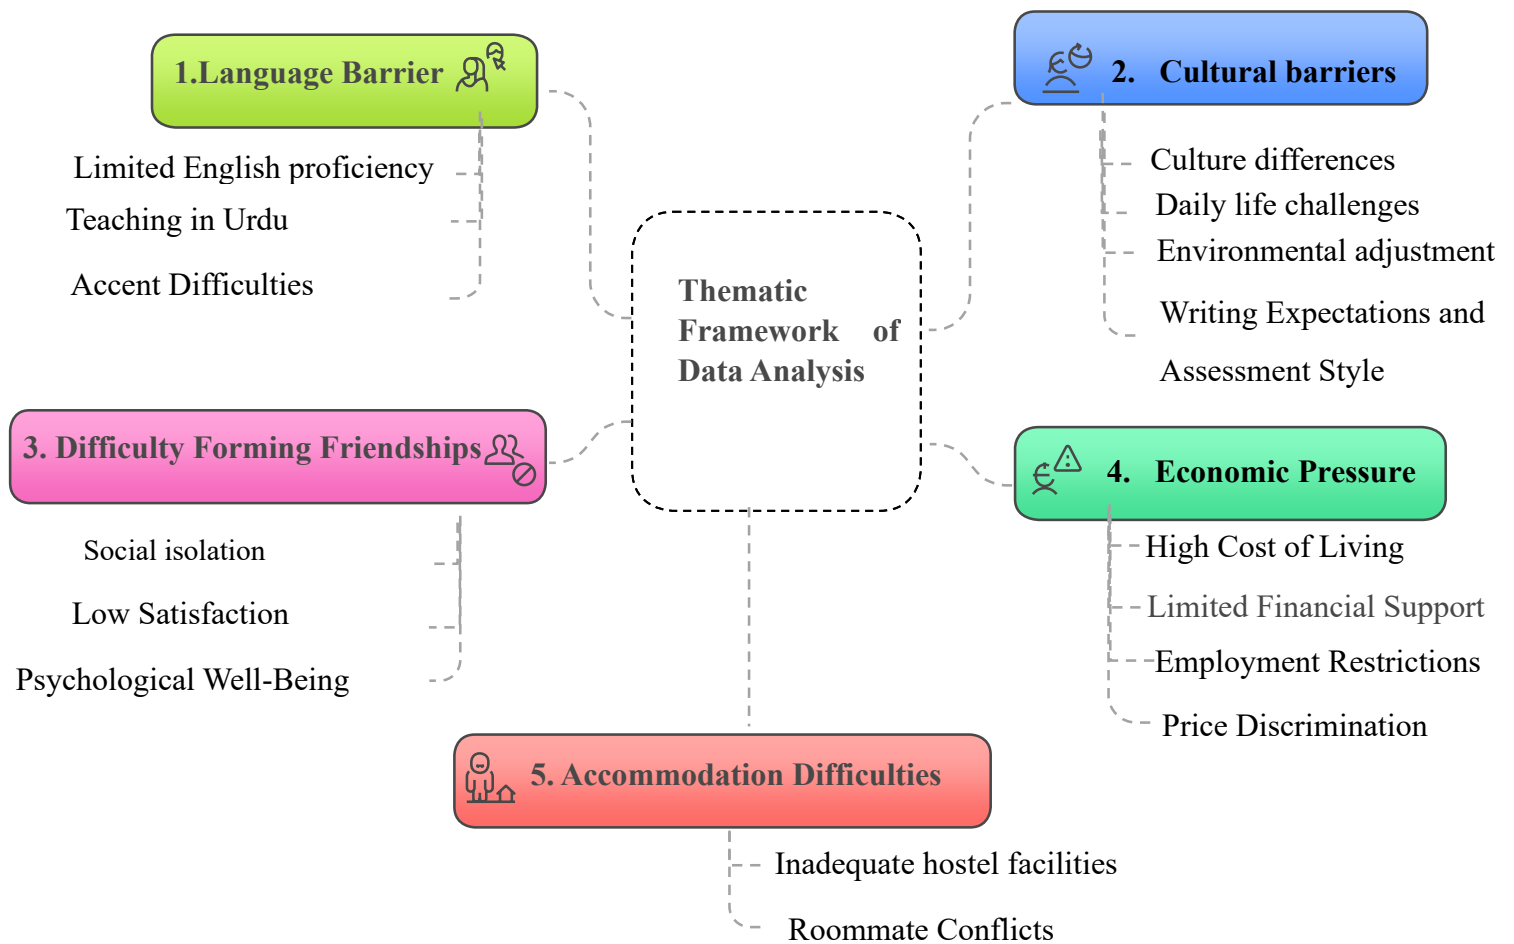 1.Language Barrier
Limited English proficiency
Teaching in Urdu
Accent Difficulties
2. Cultural barriers
Culture differences
Daily life challenges
Environmental adjustment
Writing Expectations and
Assessment Style
Thematic
Framework of
Data Analysis
3. Difficulty Forming Friendships
Social isolation
Low Satisfaction
Psychological Well-Being
4. Economic Pressure
High Cost of Living
Limited Financial Support
Employment Restrictions
Price Discrimination
5. Accommodation Difficulties
Inadequate hostel facilities
Roommate Conflicts